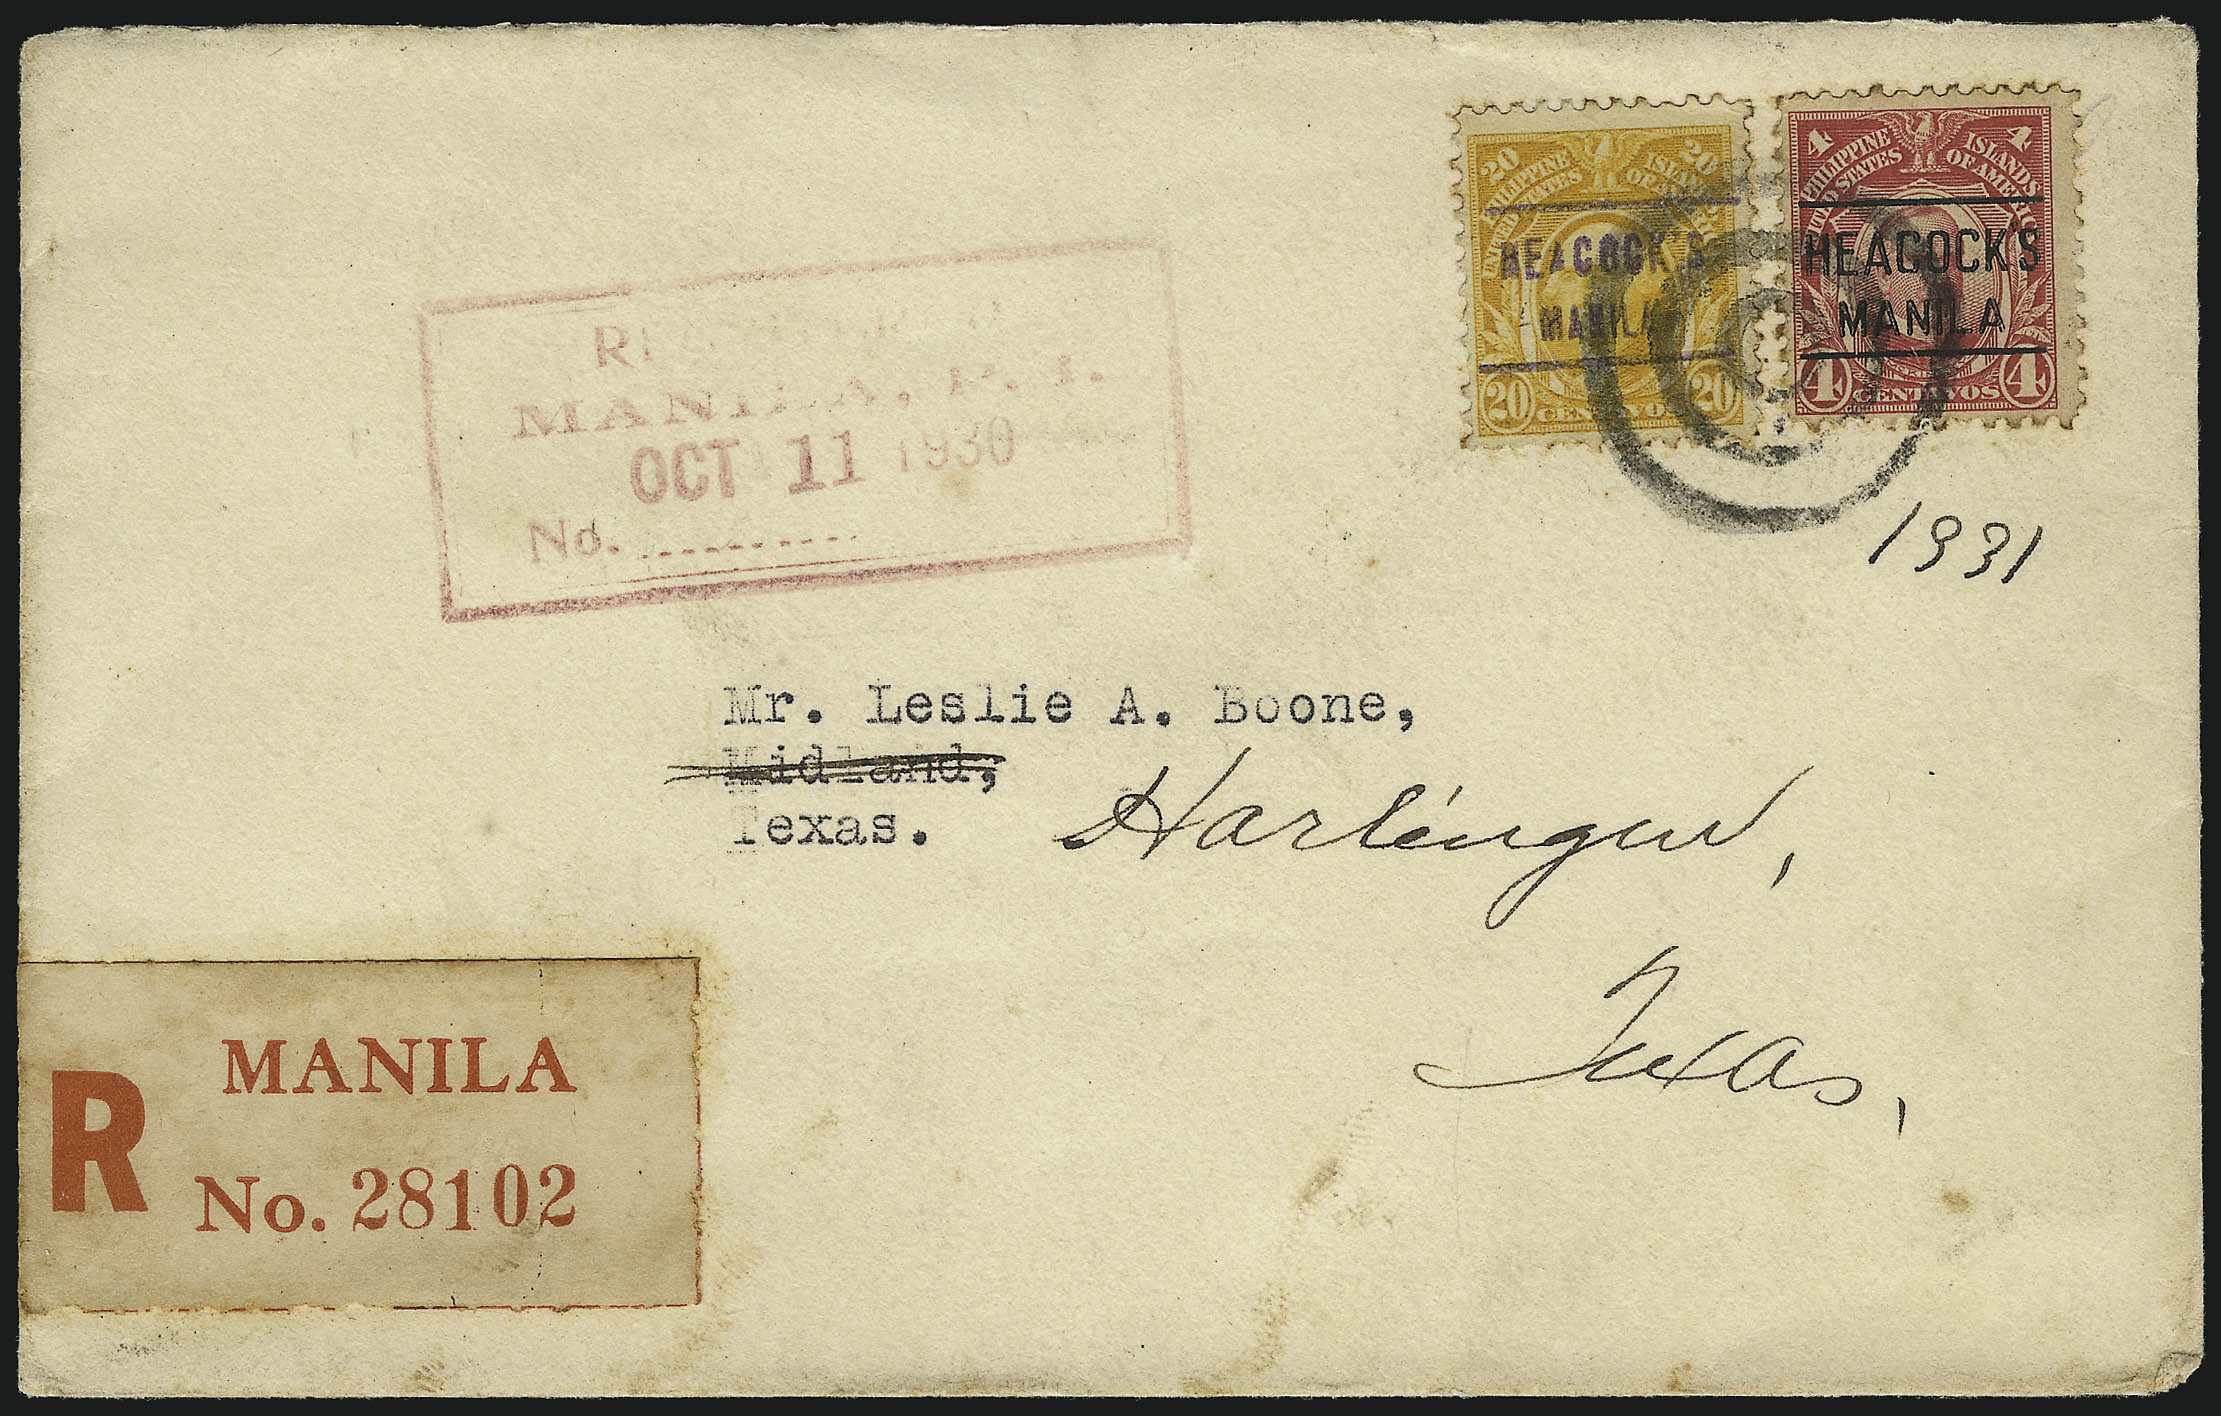 20 20
PHILIPPINE ISLANDS
UNITED STATES OF AMERICA
HEACOCK'S
MANILA
20 CENTAVOS 20
4 4
PHILIPPINE ISLANDS
UNITED STATES OF AMERICA
HEACOCK'S
MANILA
4 CENTAVOS 4
MANILA, P. I.
OCT 11 1930
No. ..........
1931
Mr. Leslie A. Boone,
Midland,
Texas.
Harlingen,
Texas,
R
MANILA
No. 28102